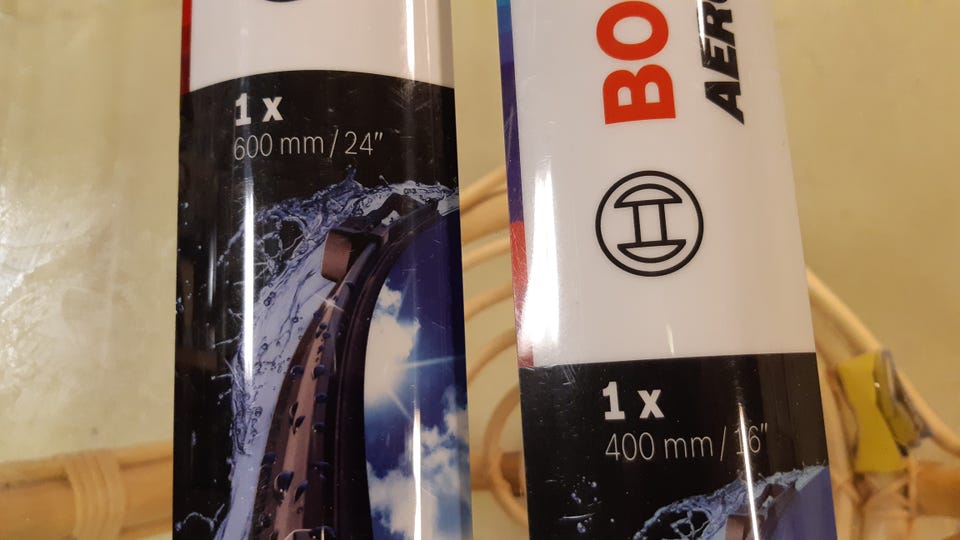 1 x
600 mm / 24"
BO
AER
1 x
400 mm / 16"